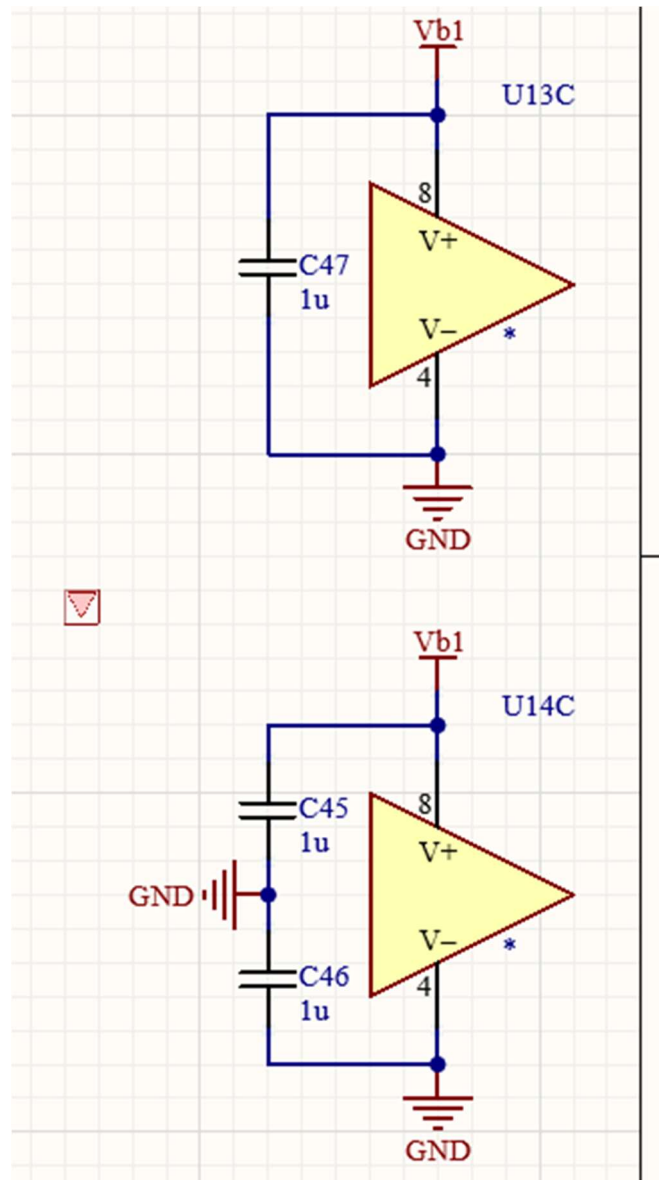 Vb1
U13C
8
V+
C47
1u
V−
*
4
GND
Vb1
U14C
8
V+
C45
1u
GND
V−
*
C46
4
1u
GND